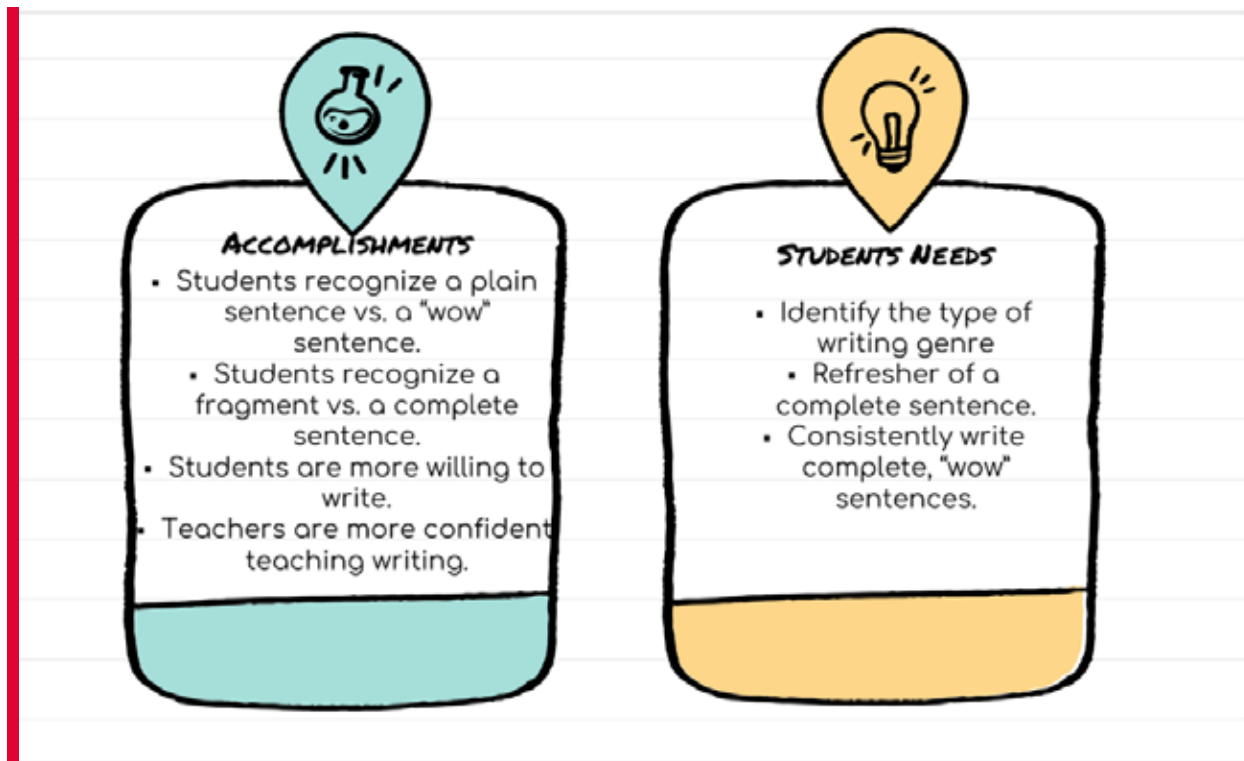 ACCOMPLISHMENTS
▪ Students recognize a plain
sentence vs. a “wow”
sentence.
▪ Students recognize a
fragment vs. a complete
sentence.
▪ Students are more willing to
write.
▪ Teachers are more confident
teaching writing.
STUDENTS NEEDS
▪ Identify the type of
writing genre
▪ Refresher of a
complete sentence.
▪ Consistently write
complete, “wow”
sentences.